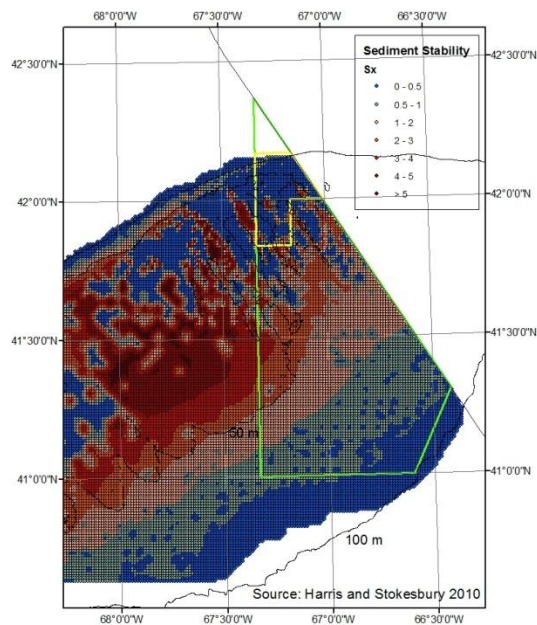 68°0'0"W 67°30'0"W 67°0'0"W 66°30'0"W
42°30'0"N
42°0'0"N
41°30'0"N
41°0'0"N
Sediment Stability
Sx
0 - 0.5
0.5 - 1
1 - 2
2 - 3
3 - 4
4 - 5
> 5
42°30'0"N
42°0'0"N
41°30'0"N
41°0'0"N
50 m
100 m
Source: Harris and Stokesbury 2010
68°0'0"W 67°30'0"W 67°0'0"W 66°30'0"W